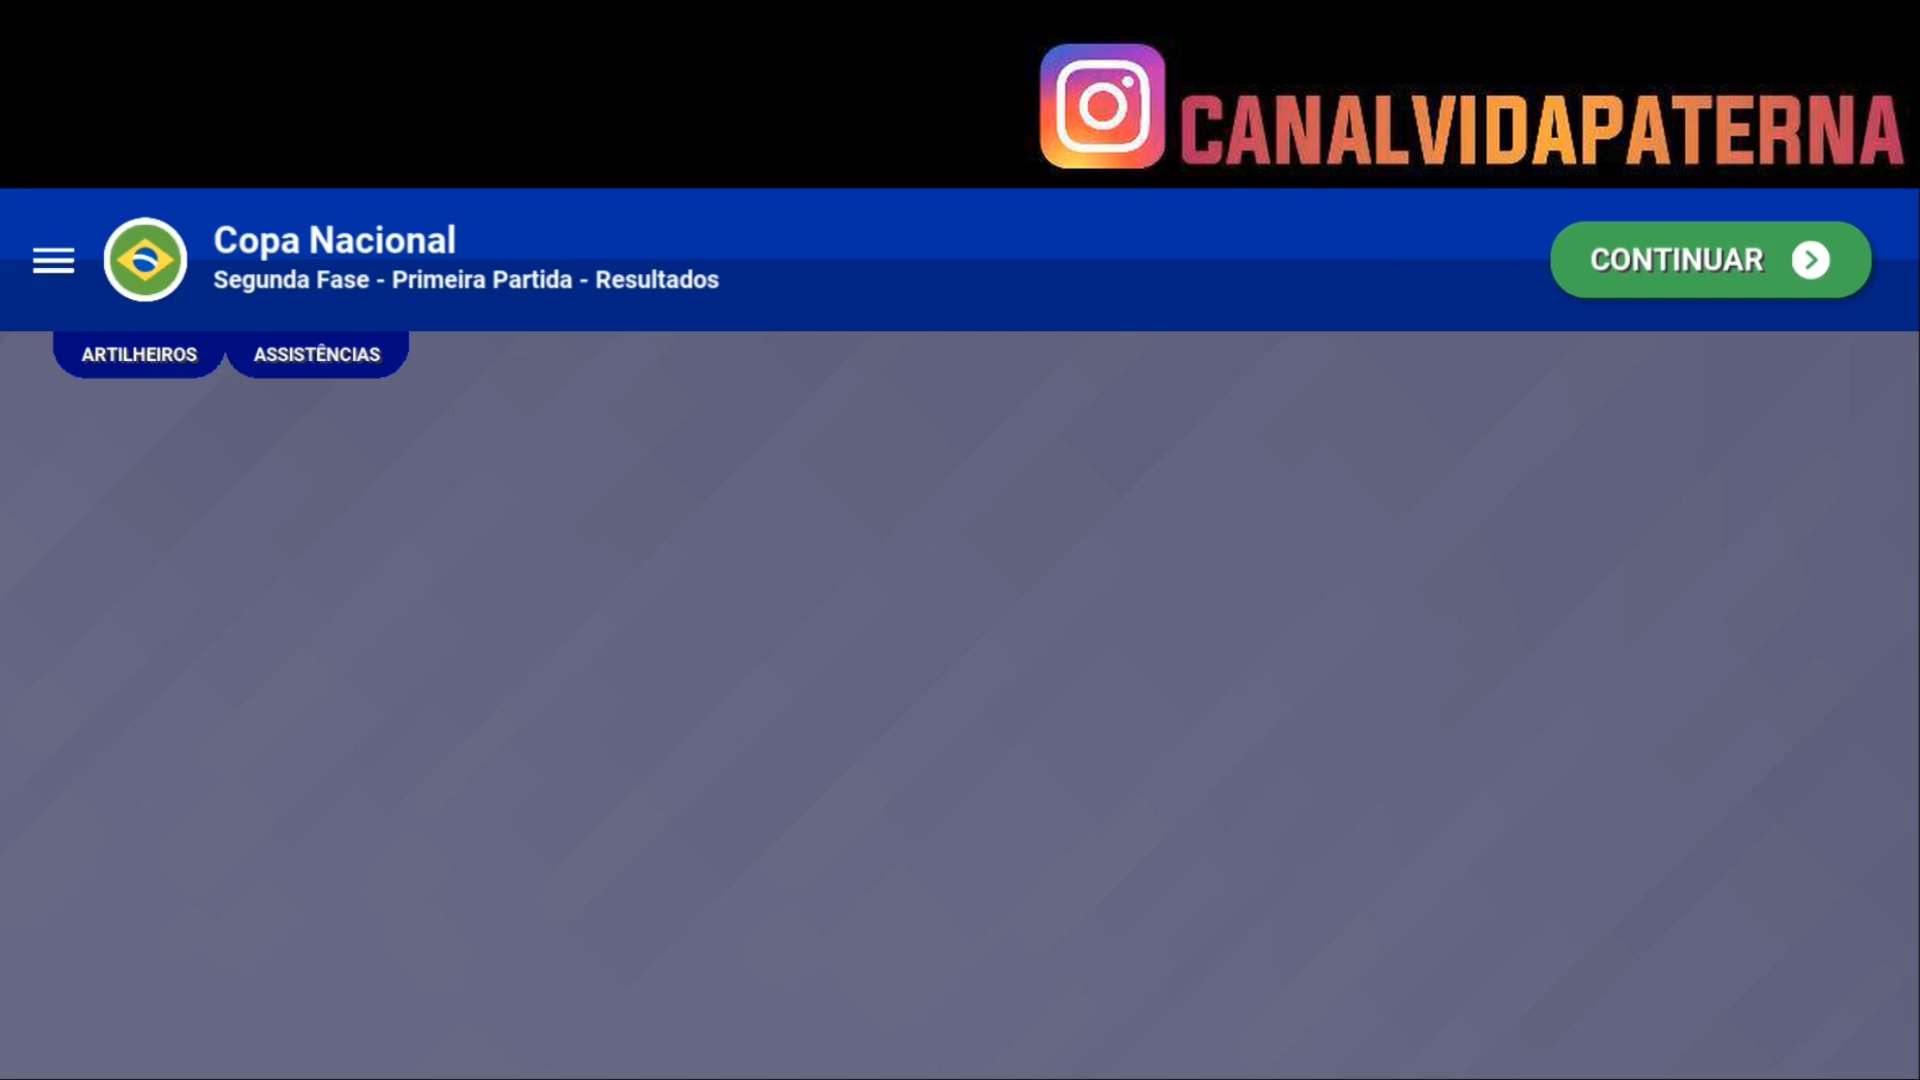 CANALVIDAPATERNA
Copa Nacional
Segunda Fase - Primeira Partida - Resultados
CONTINUAR
ARTILHEIROS
ASSISTÊNCIAS